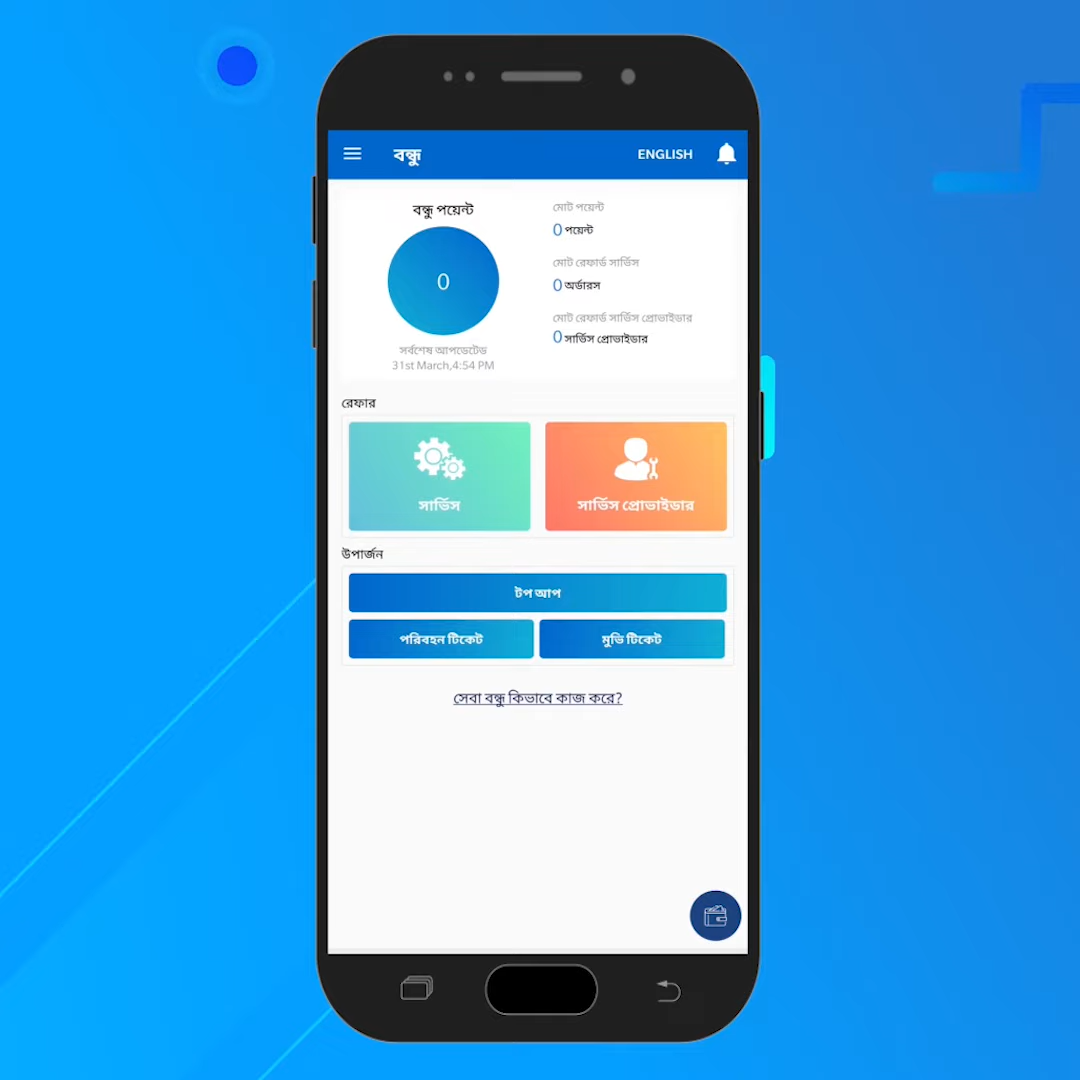 বন্ধু
ENGLISH
বন্ধু পয়েন্ট
0
সর্বশেষ আপডেটেড
31st March,4:54 PM
মোট পয়েন্ট
0 পয়েন্ট
মোট রেফার্ড সার্ভিস
0 অর্ডারস
মোট রেফার্ড সার্ভিস প্রোভাইডার
0 সার্ভিস প্রোভাইডার
রেফার
সার্ভিস
সার্ভিস প্রোভাইডার
উপার্জন
টপ আপ
পরিবহন টিকেট
মুভি টিকেট
সেবা বন্ধু কিভাবে কাজ করে?